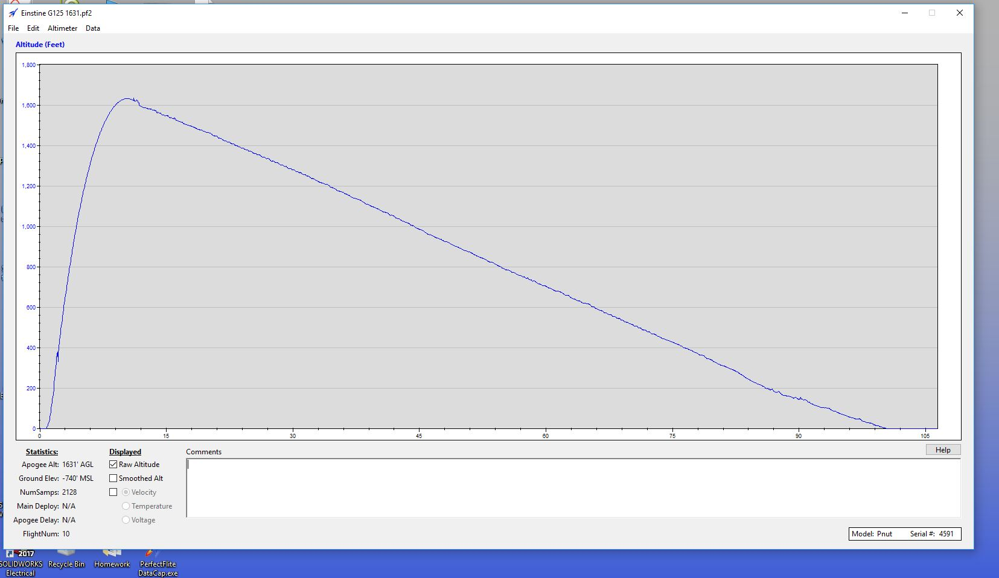 Einstine G125 1631.pf2
File Edit Altimeter Data
Altitude (Feet)
1,800
1,600
1,400
1,200
1,000
800
600
400
200
0
0 15 30 45 60 75 90 105
Statistics:
Apogee Alt: 1631' AGL
Ground Elev: -740' MSL
NumSamps: 2128
Main Deploy: N/A
Apogee Delay: N/A
FlightNum: 10
Displayed
Raw Altitude
Smoothed Alt
Velocity
Temperature
Voltage
Comments
Help
Model: Pnut Serial #: 4591
2017
SOLIDWORKS
Electrical
Recycle Bin
Homework
PerfectFlite
DataCap.exe